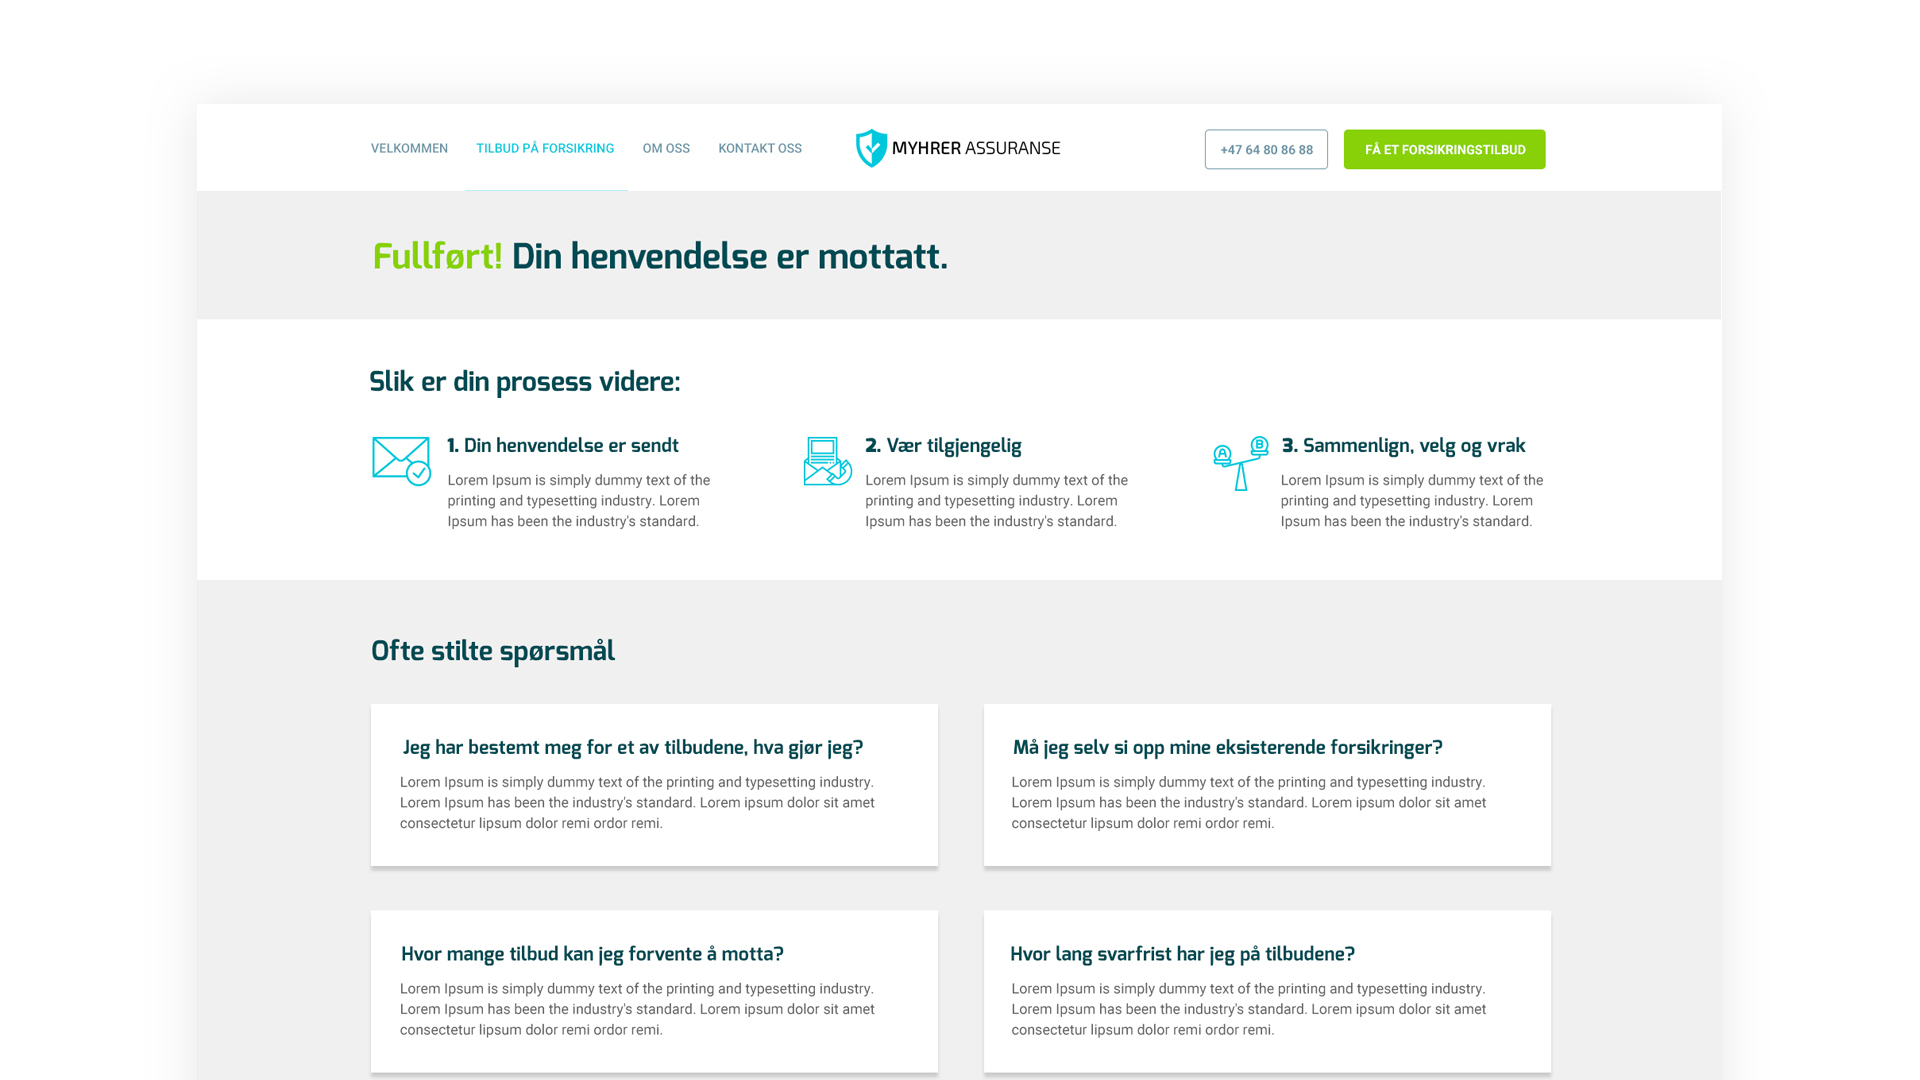 VELKOMMEN TILBUD PÅ FORSIKRING OM OSS KONTAKT OSS MYHRER ASSURANSE +47 64 80 86 88 FÅ ET FORSIKRINGSTILBUD
Fullført! Din henvendelse er mottatt.
Slik er din prosess videre:
1. Din henvendelse er sendt
Lorem Ipsum is simply dummy text of the
printing and typesetting industry. Lorem
Ipsum has been the industry's standard.
2. Vær tilgjengelig
Lorem Ipsum is simply dummy text of the
printing and typesetting industry. Lorem
Ipsum has been the industry's standard.
A B
3. Sammenlign, velg og vrak
Lorem Ipsum is simply dummy text of the
printing and typesetting industry. Lorem
Ipsum has been the industry's standard.
Ofte stilte spørsmål
Jeg har bestemt meg for et av tilbudene, hva gjør jeg?
Lorem Ipsum is simply dummy text of the printing and typesetting industry.
Lorem Ipsum has been the industry's standard. Lorem ipsum dolor sit amet
consectetur lipsum dolor remi ordor remi.
Må jeg selv si opp mine eksisterende forsikringer?
Lorem Ipsum is simply dummy text of the printing and typesetting industry.
Lorem Ipsum has been the industry's standard. Lorem ipsum dolor sit amet
consectetur lipsum dolor remi ordor remi.
Hvor mange tilbud kan jeg forvente å motta?
Lorem Ipsum is simply dummy text of the printing and typesetting industry.
Lorem Ipsum has been the industry's standard. Lorem ipsum dolor sit amet
consectetur lipsum dolor remi ordor remi.
Hvor lang svarfrist har jeg på tilbudene?
Lorem Ipsum is simply dummy text of the printing and typesetting industry.
Lorem Ipsum has been the industry's standard. Lorem ipsum dolor sit amet
consectetur lipsum dolor remi ordor remi.